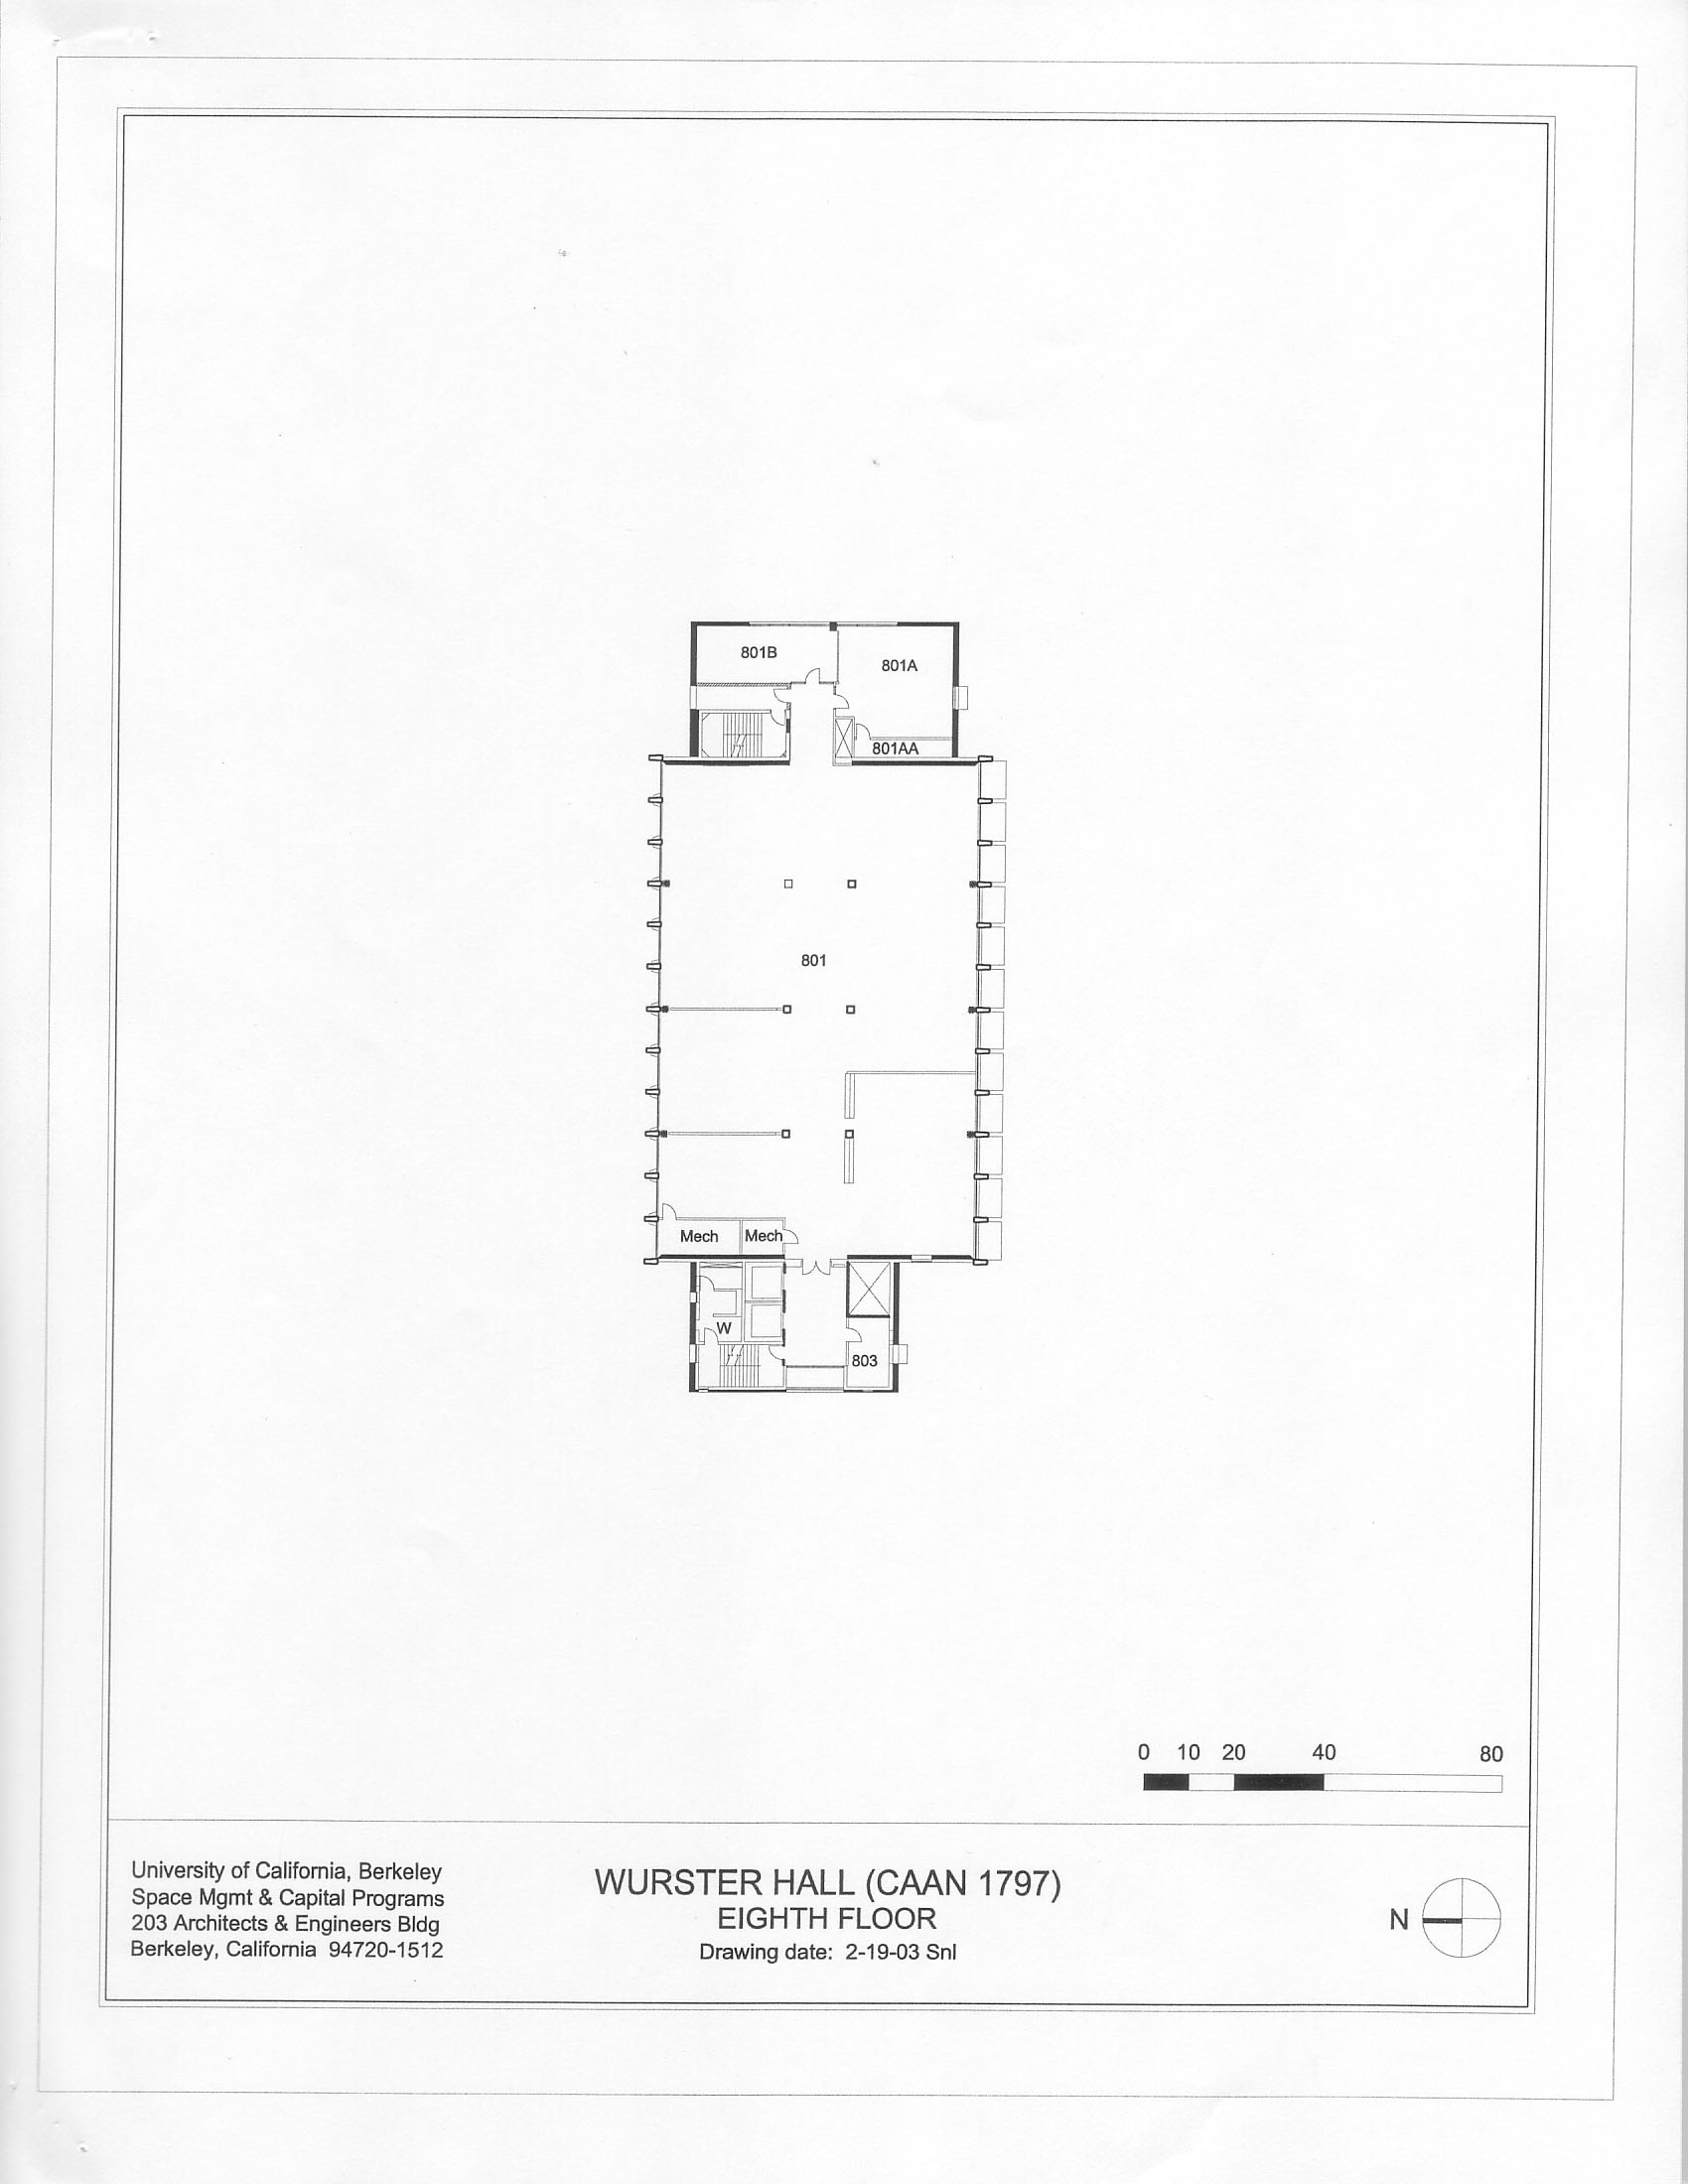 801B
801A
801AA
801
Mech
Mech
W
803
0 10 20 40 80
University of California, Berkeley
Space Mgmt & Capital Programs
203 Architects & Engineers Bldg
Berkeley, California 94720-1512
WURSTER HALL (CAAN 1797)
EIGHTH FLOOR
Drawing date: 2-19-03 Snl
N